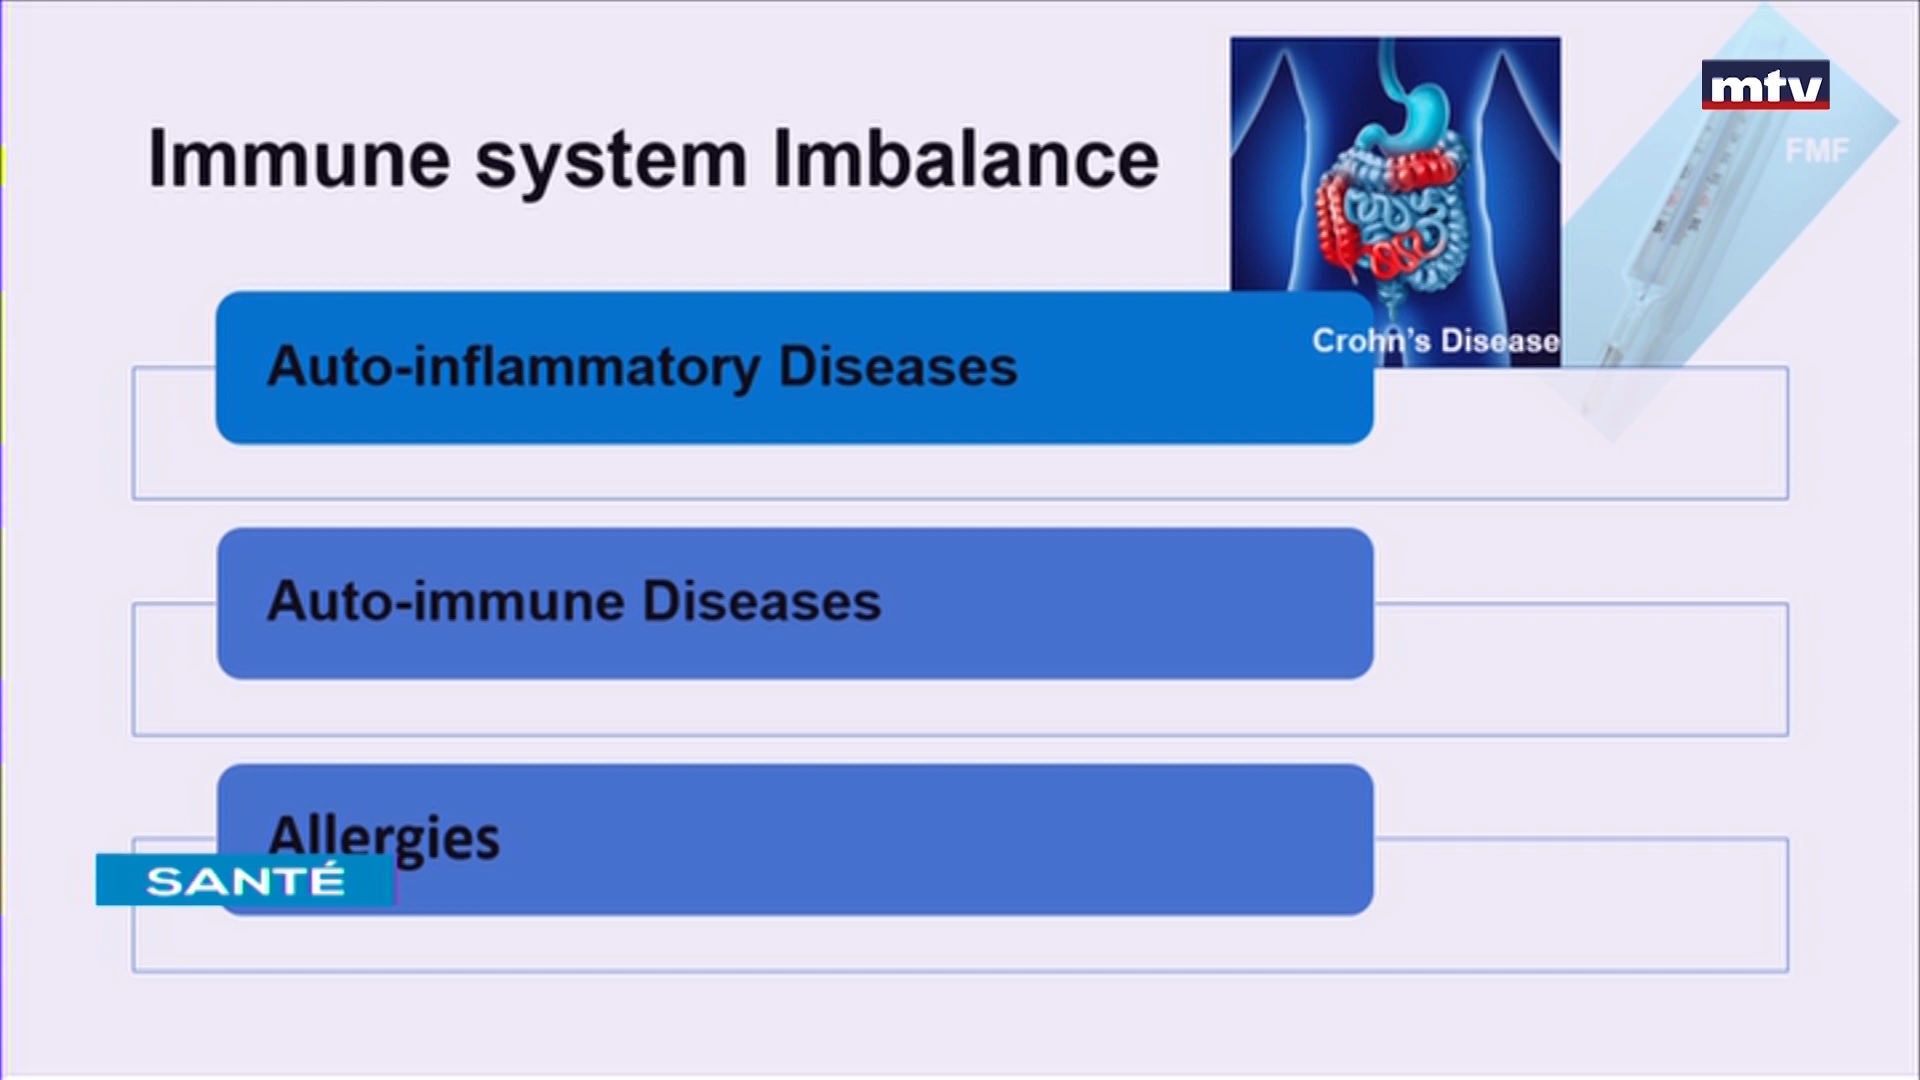 mtv
FMF
Immune system Imbalance
Crohn's Disease
Auto-inflammatory Diseases
Auto-immune Diseases
Allergies
SANTÉ